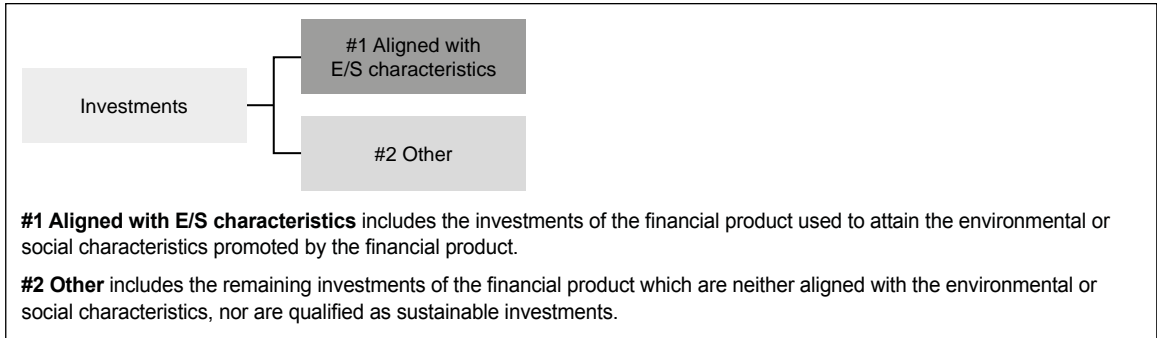 #1 Aligned with
E/S characteristics
Investments
#2 Other
#1 Aligned with E/S characteristics includes the investments of the financial product used to attain the environmental or
social characteristics promoted by the financial product.
#2 Other includes the remaining investments of the financial product which are neither aligned with the environmental or
social characteristics, nor are qualified as sustainable investments.